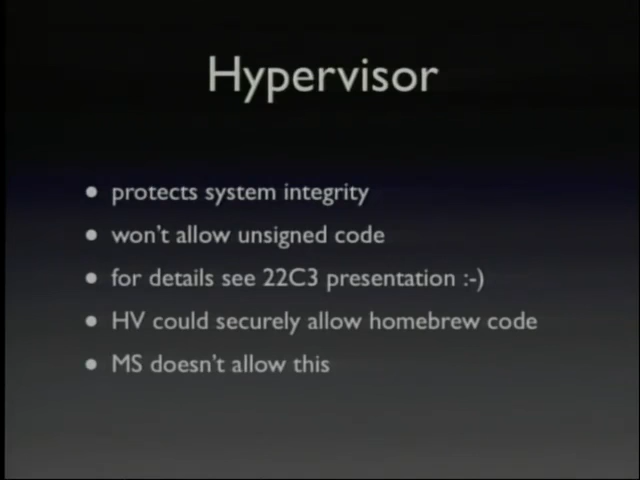 Hypervisor
• protects system integrity
• won't allow unsigned code
• for details see 22C3 presentation :-)
• HV could securely allow homebrew code
• MS doesn't allow this